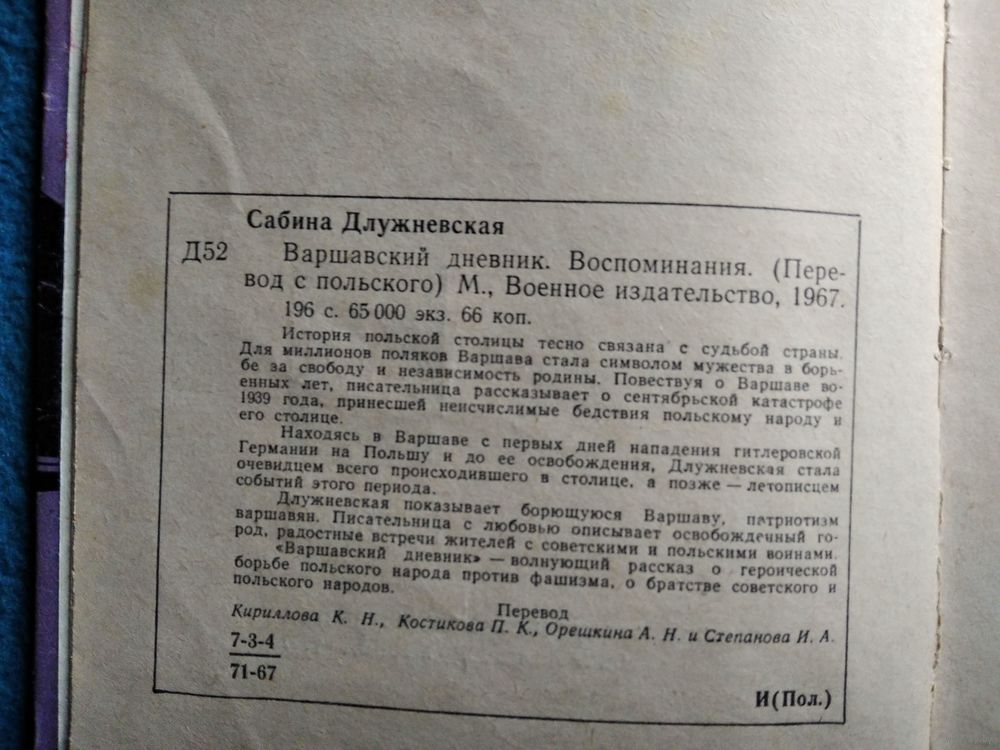 Сабина Длужневская
Д52 Варшавский дневник. Воспоминания. (Пере-
вод с польского) М., Военное издательство, 1967.
196 с. 65 000 экз. 66 коп.
История польской столицы тесно связана с судьбой страны.
Для миллионов поляков Варшава стала символом мужества в борь-
бе за свободу и независимость родины. Повествуя о Варшаве во-
енных лет, писательница рассказывает о сентябрьской катастрофе
1939 года, принесшей неисчислимые бедствия польскому народу и
его столице.
Находясь в Варшаве с первых дней нападения гитлеровской
Германии на Польшу и до ее освобождения, Длужневская стала
очевидцем всего происходившего в столице, а позже — летописцем
событий этого периода.
Длужневская показывает борющуюся Варшаву, патриотизм
варшавян. Писательница с любовью описывает освобожденный го-
род, радостные встречи жителей с советскими и польскими воинами.
«Варшавский дневник» — волнующий рассказ о героической
борьбе польского народа против фашизма, о братстве советского и
польского народов.
Перевод
Кириллова К. Н., Костикова П. К., Орешкина А. Н. и Степанова И. А.
7-3-4
71-67
И(Пол.)